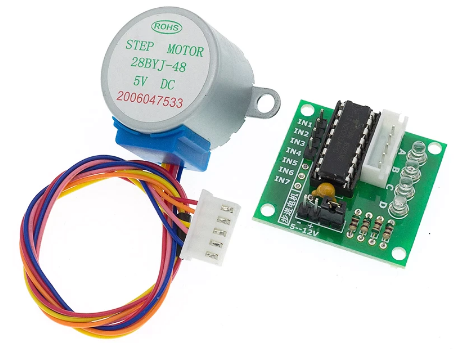 ROHS
STEP MOTOR
28BYJ-48
5V DC
2006047533
IN1
IN2
IN3
IN4
IN5
IN6
IN7
A
B
C
D
- +
5-12V